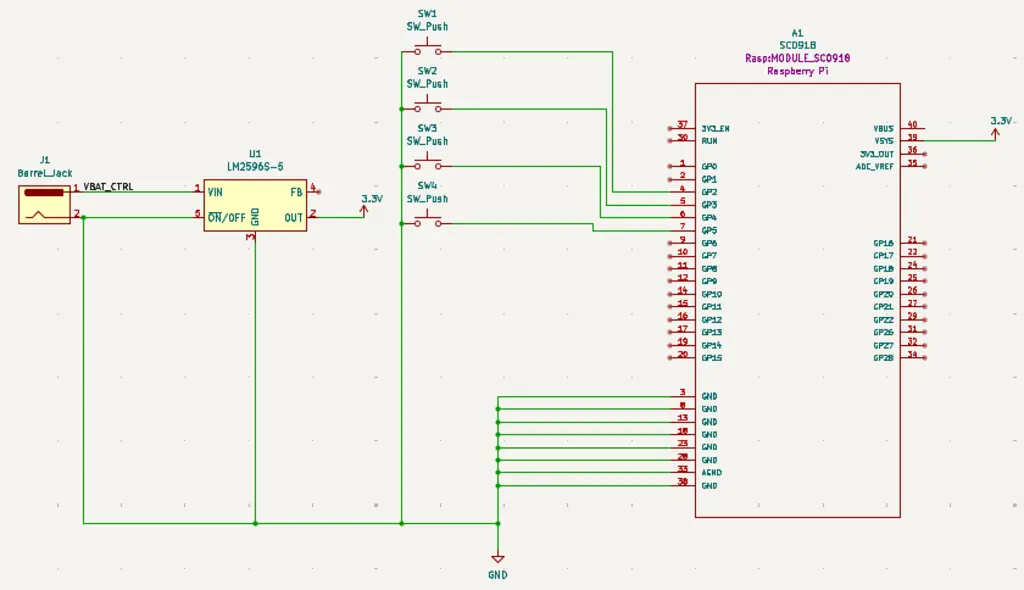 SW1
SW_Push
SW2
SW_Push
SW3
SW_Push
SW4
SW_Push
J1
Barrel_Jack
1
2
VBAT_CTRL
U1
LM2596S-5
1 VIN
5 ON/OFF
GND
3
FB 4
OUT 2
3.3V
A1
SC0918
Rasp:MODULE_SC0918
Raspberry Pi
37 3V3_EN
30 RUN
1 GP0
2 GP1
4 GP2
5 GP3
6 GP4
7 GP5
9 GP6
10 GP7
11 GP8
12 GP9
14 GP10
15 GP11
16 GP12
17 GP13
19 GP14
20 GP15
3 GND
8 GND
13 GND
18 GND
23 GND
28 GND
33 AGND
38 GND
VBUS 40
VSYS 39
3V3_OUT 36
ADC_VREF 35
3.3V
GP16 21
GP17 22
GP18 24
GP19 25
GP20 26
GP21 27
GP22 29
GP26 31
GP27 32
GP28 34
GND